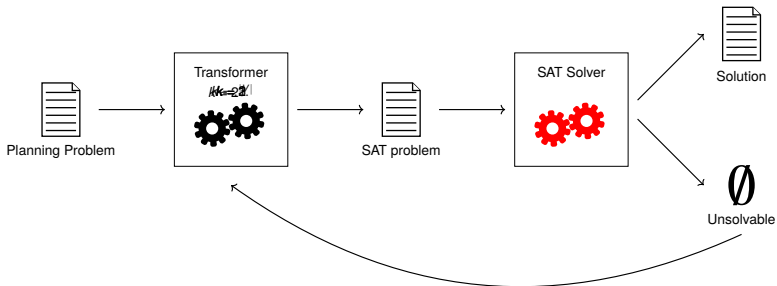 Solution
Transformer
SAT Solver
Planning Problem
SAT problem
∅
Unsolvable